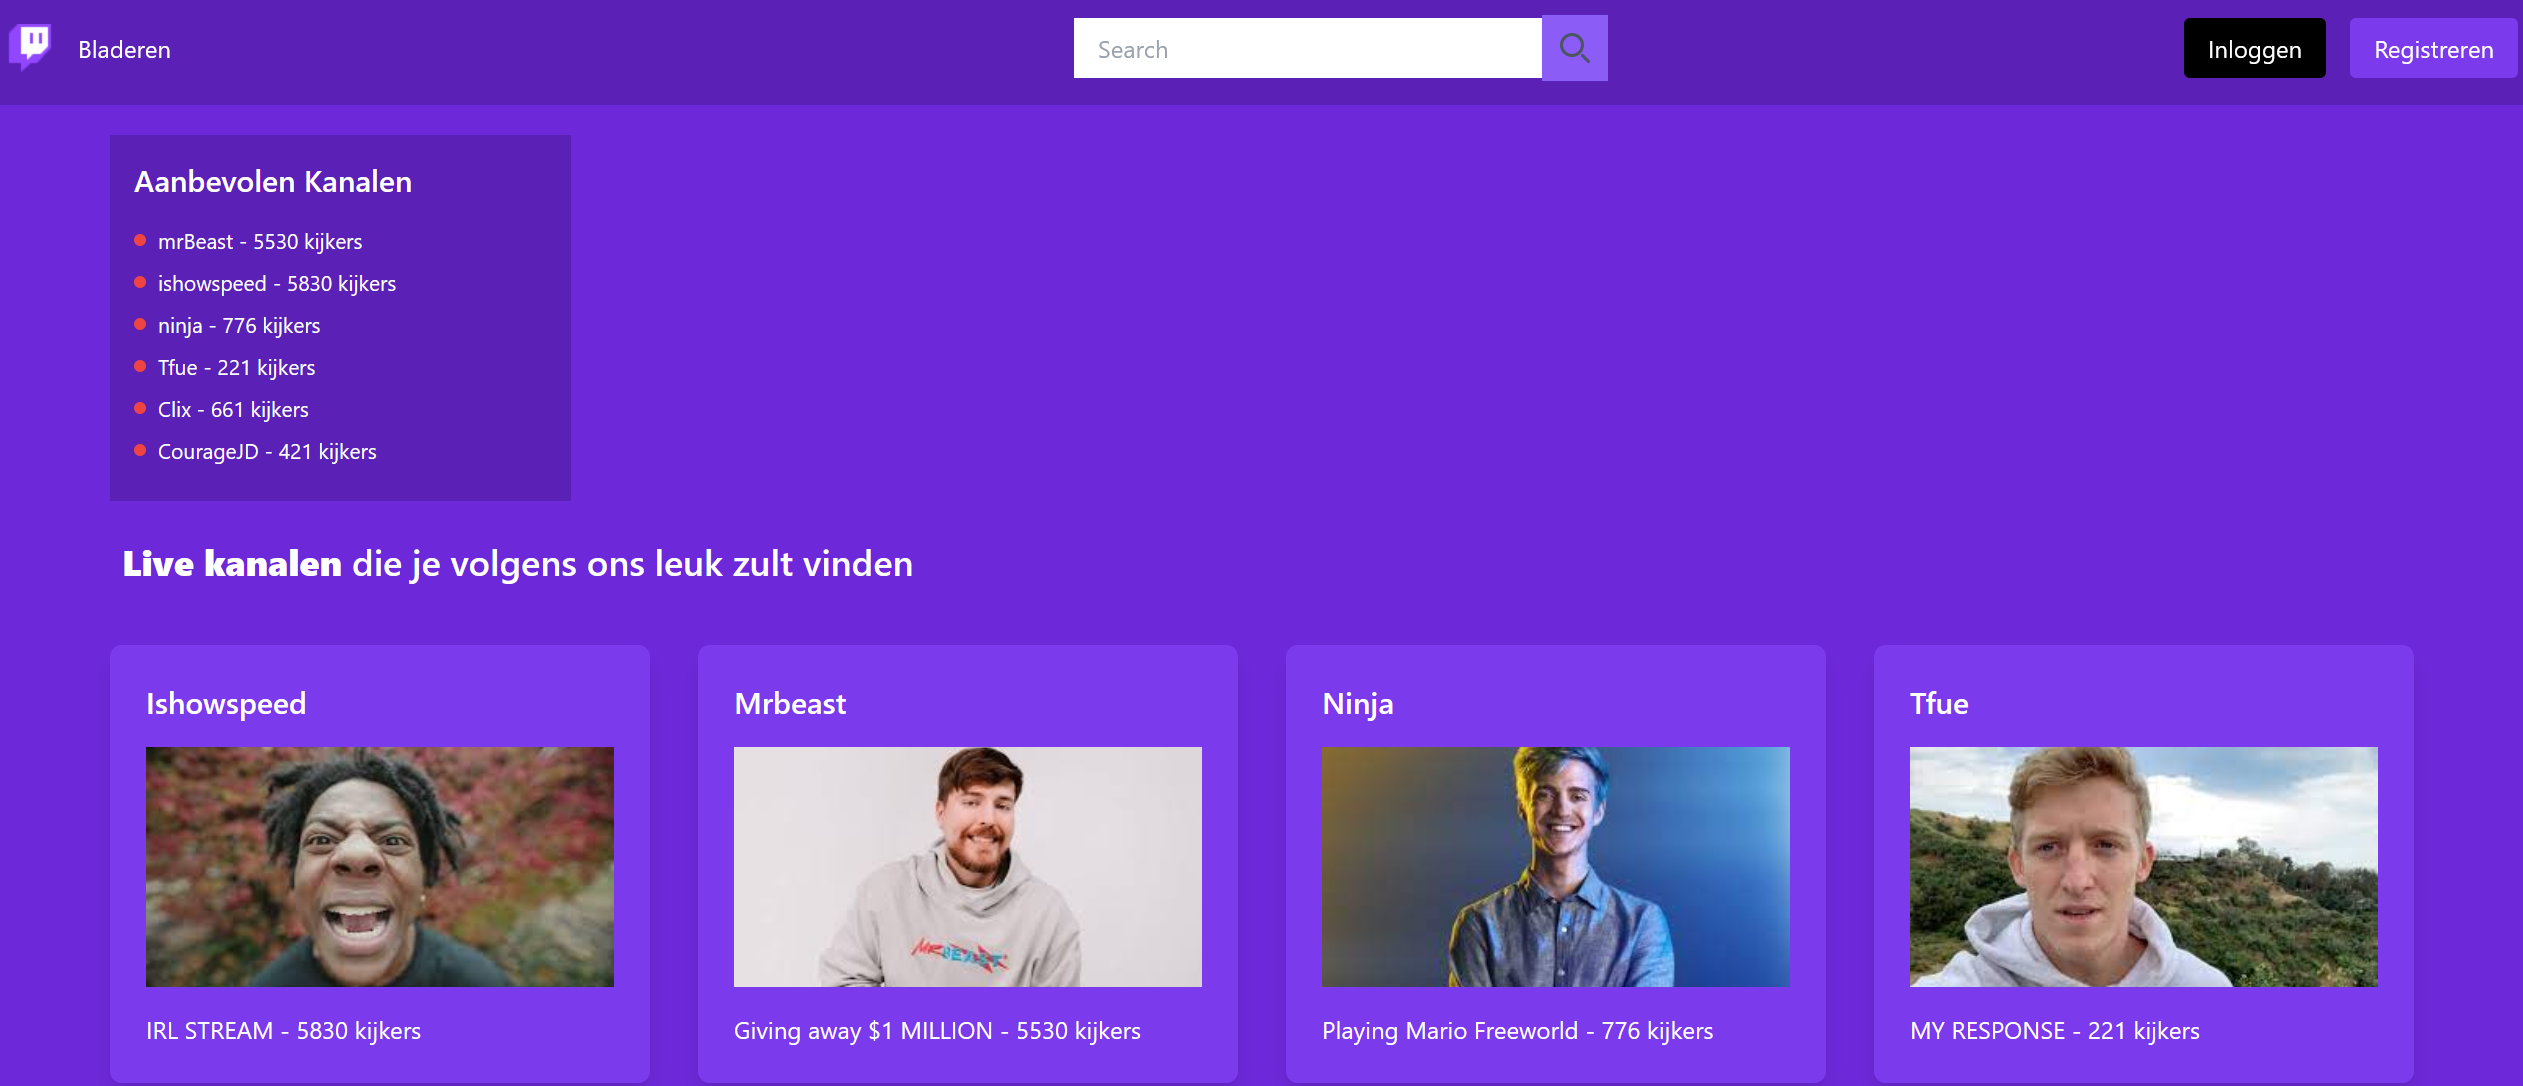 Bladeren
Search
Inloggen
Registreren
Aanbevolen Kanalen
mrBeast - 5530 kijkers
ishowspeed - 5830 kijkers
ninja - 776 kijkers
Tfue - 221 kijkers
Clix - 661 kijkers
CourageJD - 421 kijkers
Live kanalen die je volgens ons leuk zult vinden
Ishowspeed
IRL STREAM - 5830 kijkers
Mrbeast
MRBEAST
Giving away $1 MILLION - 5530 kijkers
Ninja
Playing Mario Freeworld - 776 kijkers
Tfue
MY RESPONSE - 221 kijkers